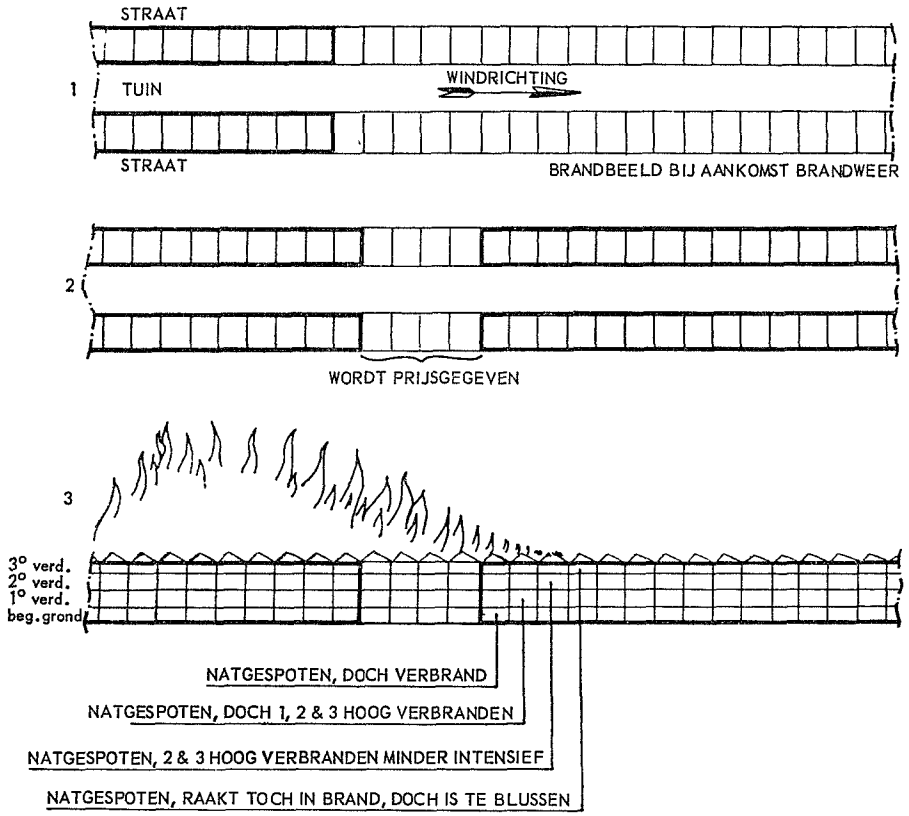 STRAAT
WINDRICHTING
1 TUIN
STRAAT
BRANDBEELD BIJ AANKOMST BRANDWEER
2
WORDT PRIJSGEGEVEN
3
3° verd.
2° verd.
1° verd.
beg.grond
NATGESPOTEN, DOCH VERBRAND
NATGESPOTEN, DOCH 1, 2 & 3 HOOG VERBRANDEN
NATGESPOTEN, 2 & 3 HOOG VERBRANDEN MINDER INTENSIEF
NATGESPOTEN, RAAKT TOCH IN BRAND, DOCH IS TE BLUSSEN